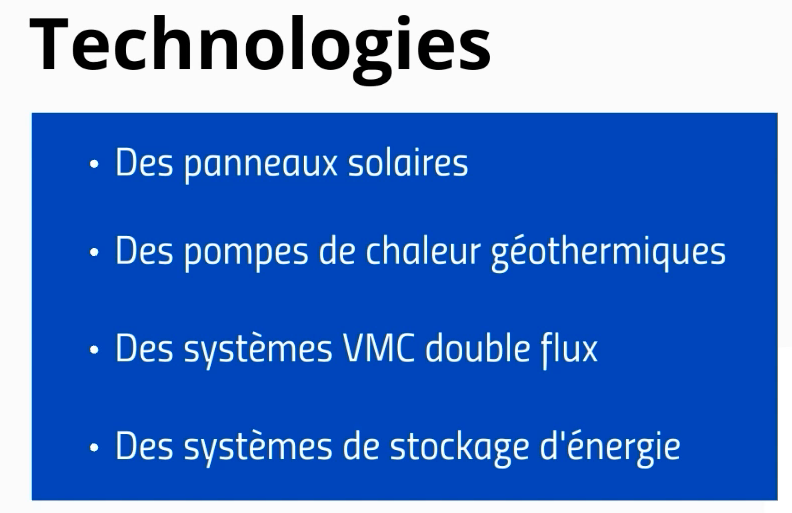 Technologies
• Des panneaux solaires
• Des pompes de chaleur géothermiques
• Des systèmes VMC double flux
• Des systèmes de stockage d'énergie